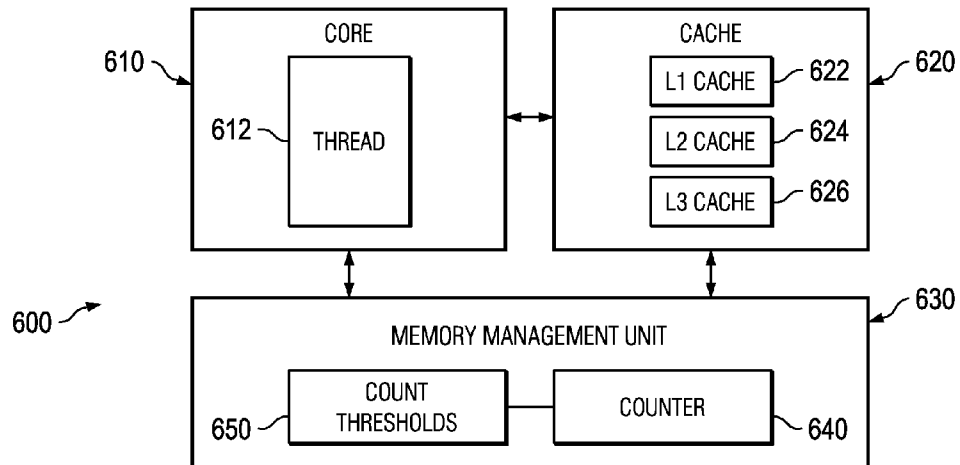 CORE
CACHE
610
620
612
THREAD
L1 CACHE
622
L2 CACHE
624
L3 CACHE
626
600
630
MEMORY MANAGEMENT UNIT
COUNT
THRESHOLDS
COUNTER
650
640